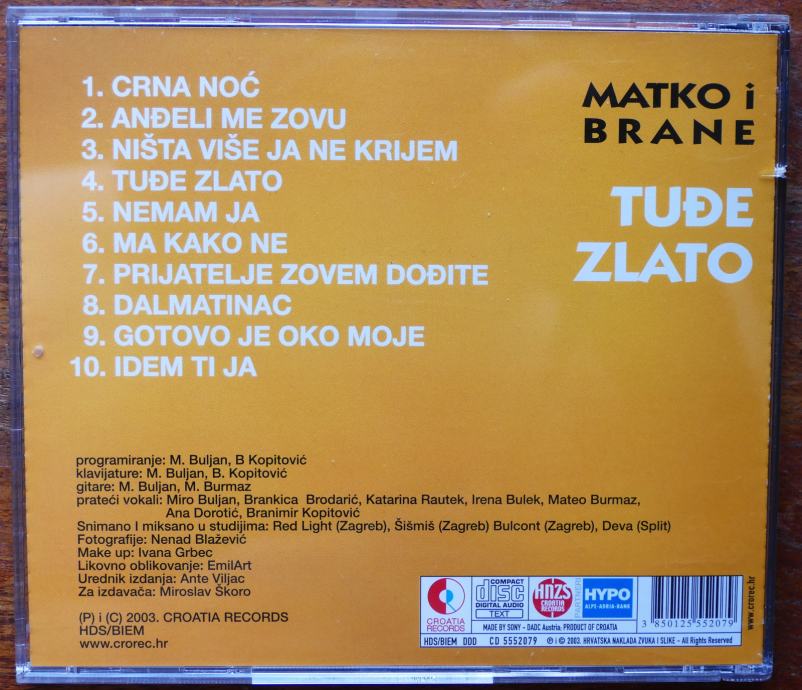 1. CRNA NOĆ
2. ANĐELI ME ZOVU
3. NIŠTA VIŠE JA NE KRIJEM
4. TUĐE ZLATO
5. NEMAM JA
6. MA KAKO NE
7. PRIJATELJE ZOVEM DOĐITE
8. DALMATINAC
9. GOTOVO JE OKO MOJE
10. IDEM TI JA
MATKO i
BRANE
TUĐE
ZLATO
programiranje: M. Buljan, B Kopitović
klavijature: M. Buljan, B. Kopitović
gitare: M. Buljan, M. Burmaz
prateći vokali: Miro Buljan, Brankica Brodarić, Katarina Rautek, Irena Bulek, Mateo Burmaz,
Ana Dorotić, Branimir Kopitović
Snimano I miksano u studijima: Red Light (Zagreb), Šišmiš (Zagreb) Bulcont (Zagreb), Deva (Split)
Fotografije: Nenad Blažević
Make up: Ivana Grbec
Likovno oblikovanje: EmilArt
Urednik izdanja: Ante Viljac
Za izdavača: Miroslav Škoro
(P) i (C) 2003. CROATIA RECORDS
HDS/BIEM
www.crorec.hr
CROATIA
RECORDS
COMPACT
disc
DIGITAL AUDIO
TEXT
HNZS
CROATIA
RECORDS
PARTNERI
HYPO
ALPE-ADRIA-BANK
MADE BY SONY - DADC Austria; PRODUCT OF CROATIA
HDS/BIEM DDD CD 5552079 ℗ i © 2003. HRVATSKA NAKLADA ZVUKA I SLIKE - All Rights Reserved
3 850125 552079
www.crorec.hr